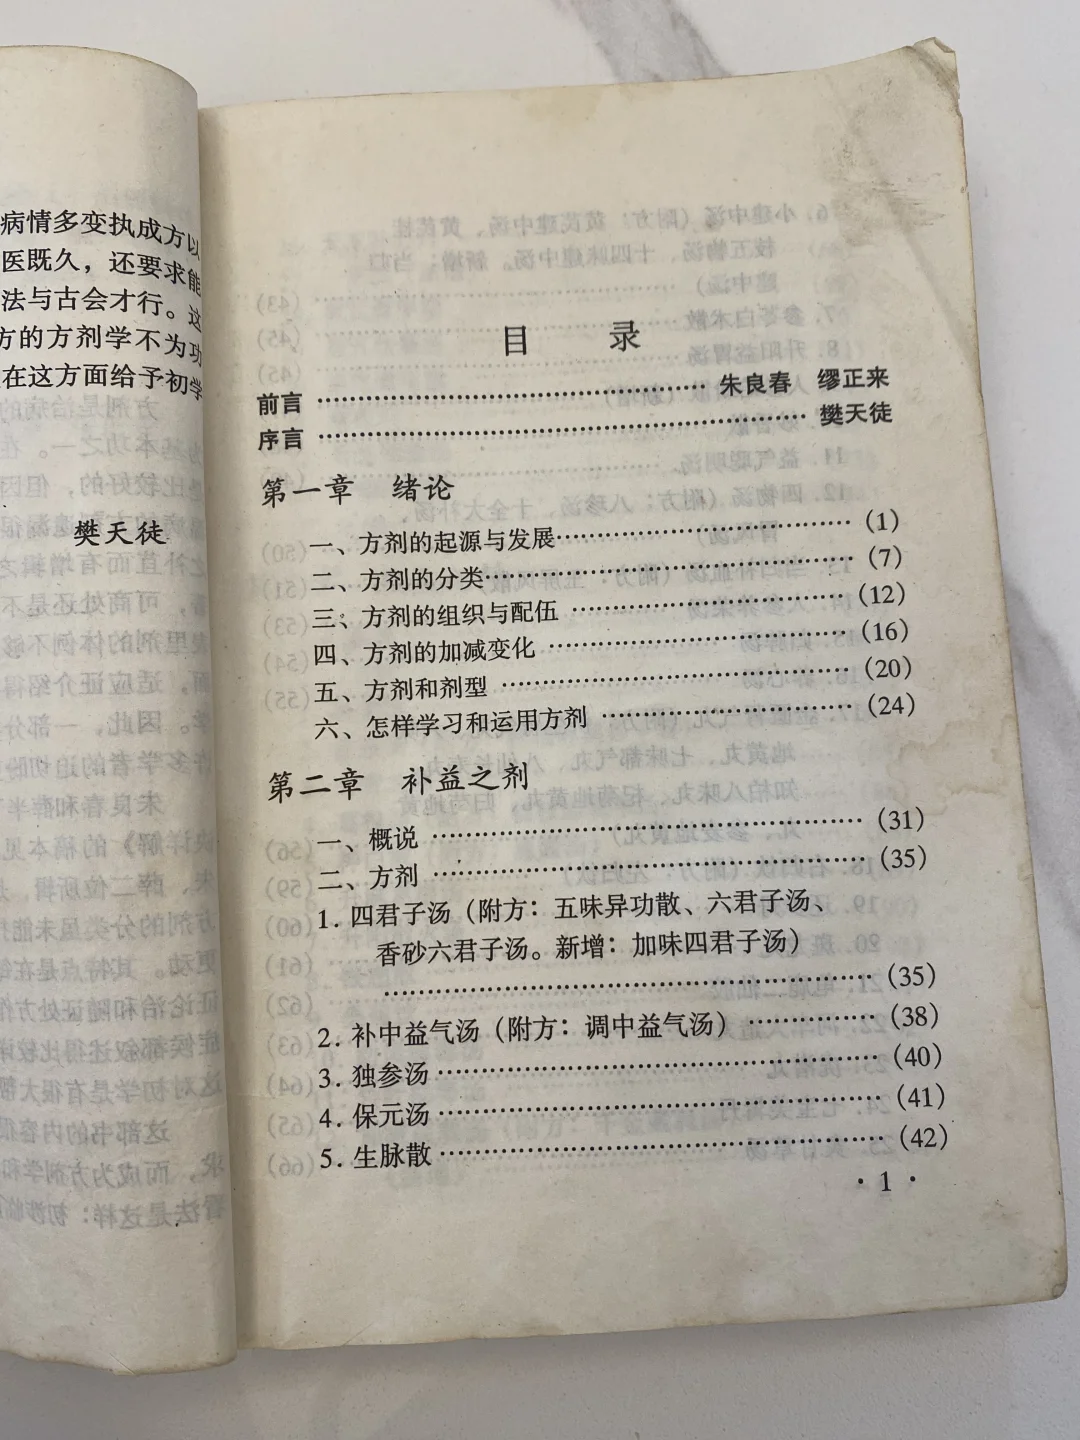 病情多变执成方以
医既久，还要求能
法与古会才行。这
方的方剂学不为功
在这方面给予初学
樊天徒
目 录
前言 …… 朱良春 缪正来
序言 …… 樊天徒
第一章 绪论
一、方剂的起源与发展 …… (1)
二、方剂的分类 …… (7)
三、方剂的组织与配伍 …… (12)
四、方剂的加减变化 …… (16)
五、方剂和剂型 …… (20)
六、怎样学习和运用方剂 …… (24)
第二章 补益之剂
一、概说 …… (31)
二、方剂 …… (35)
1. 四君子汤（附方：五味异功散、六君子汤、
香砂六君子汤。新增：加味四君子汤）
…… (35)
2. 补中益气汤（附方：调中益气汤） …… (38)
3. 独参汤 …… (40)
4. 保元汤 …… (41)
5. 生脉散 …… (42)
· 1 ·